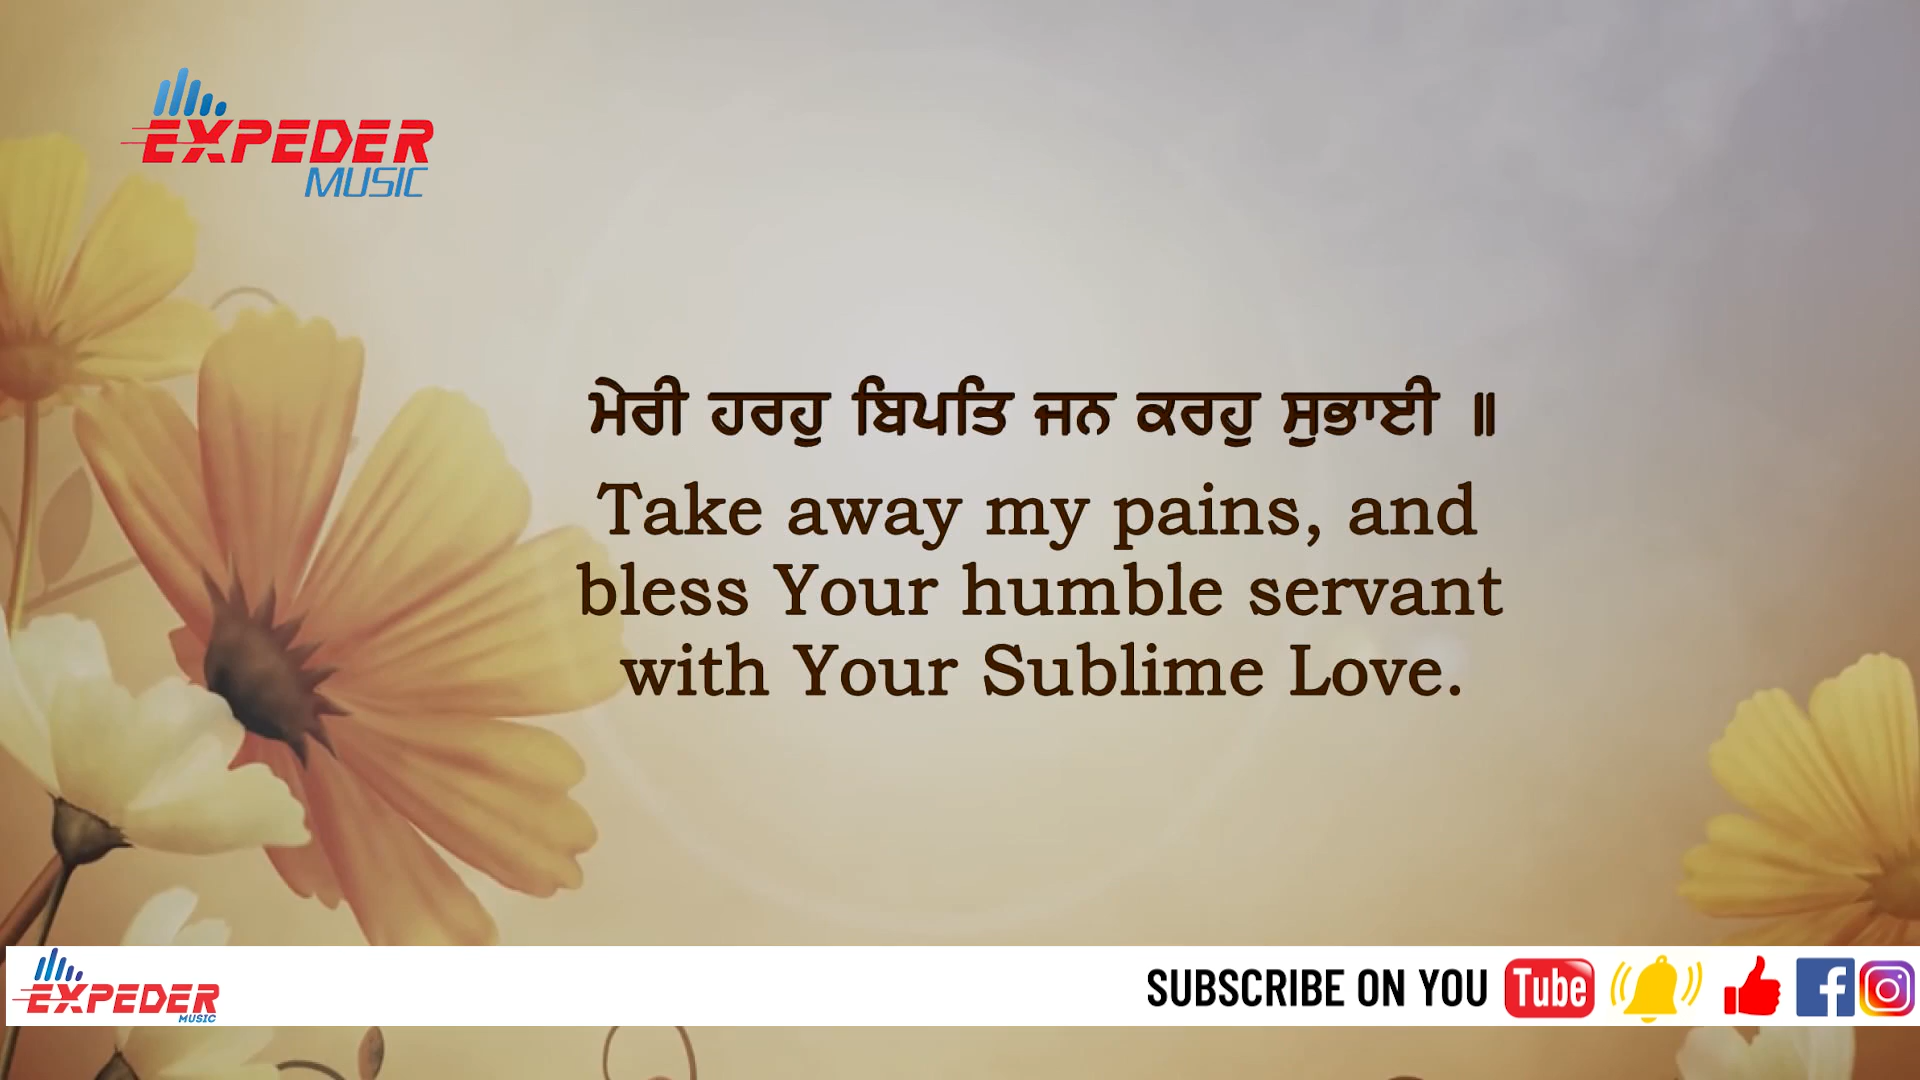 EXPEDER
MUSIC
ਮੇਰੀ ਹਰਹੁ ਬਿਪਤਿ ਜਨ ਕਰਹੁ ਸੁਭਾਈ ॥
Take away my pains, and
bless Your humble servant
with Your Sublime Love.
EXPEDER
MUSIC
SUBSCRIBE ON YOU Tube